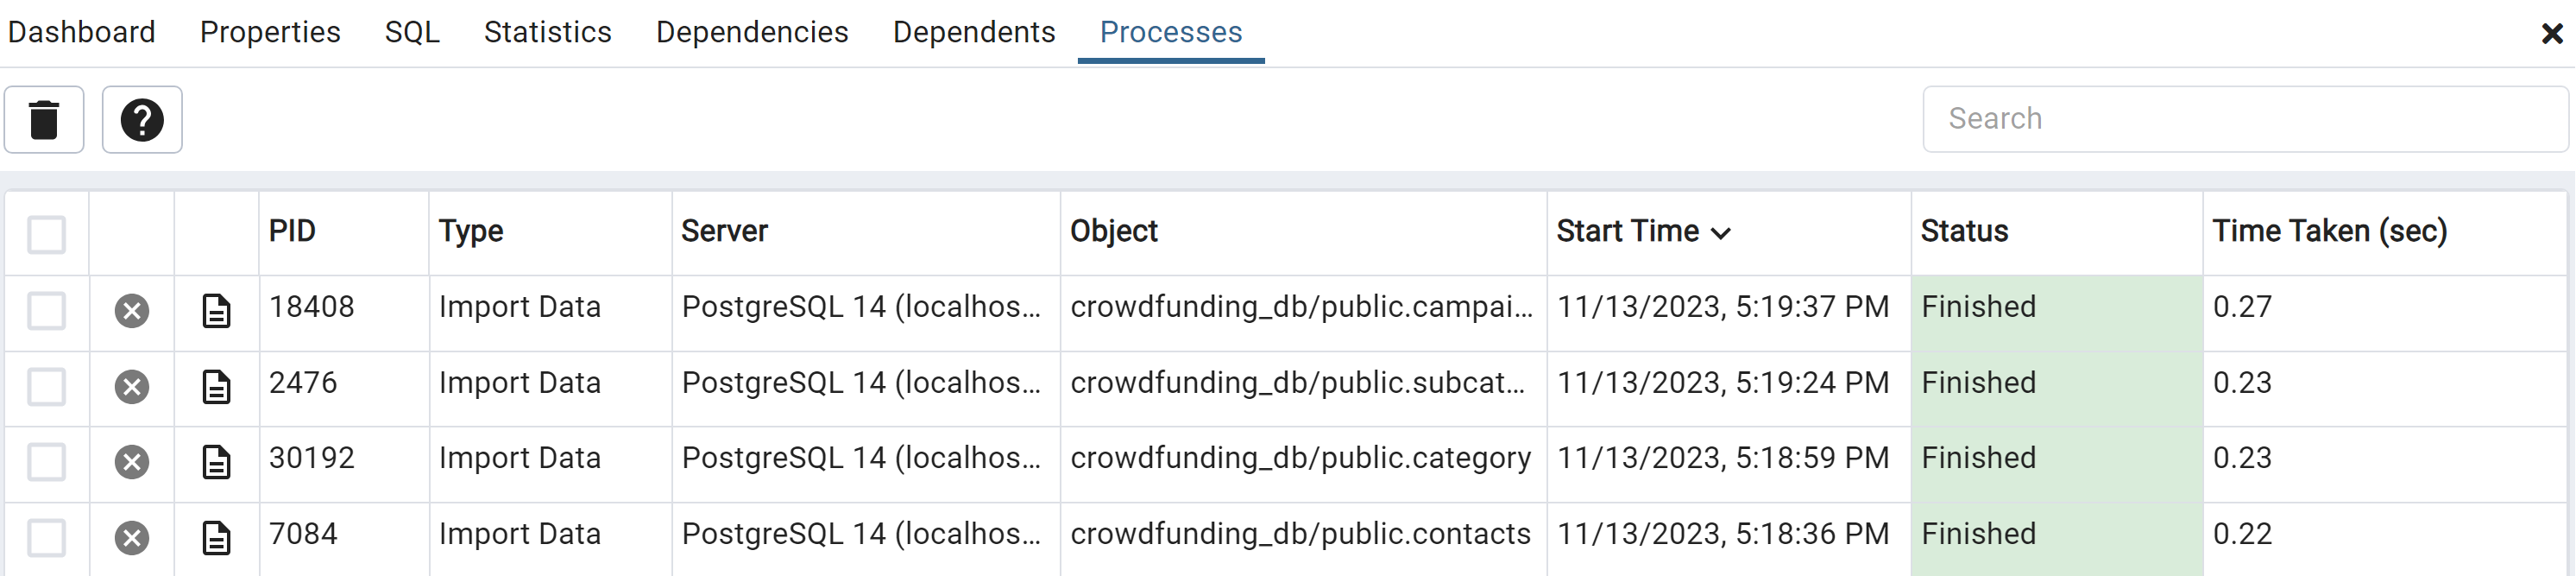 Dashboard Properties SQL Statistics Dependencies Dependents Processes
Search
PID Type Server Object Start Time Status Time Taken (sec)
18408 Import Data PostgreSQL 14 (localhos... crowdfunding_db/public.campai... 11/13/2023, 5:19:37 PM Finished 0.27
2476 Import Data PostgreSQL 14 (localhos... crowdfunding_db/public.subcat... 11/13/2023, 5:19:24 PM Finished 0.23
30192 Import Data PostgreSQL 14 (localhos... crowdfunding_db/public.category 11/13/2023, 5:18:59 PM Finished 0.23
7084 Import Data PostgreSQL 14 (localhos... crowdfunding_db/public.contacts 11/13/2023, 5:18:36 PM Finished 0.22